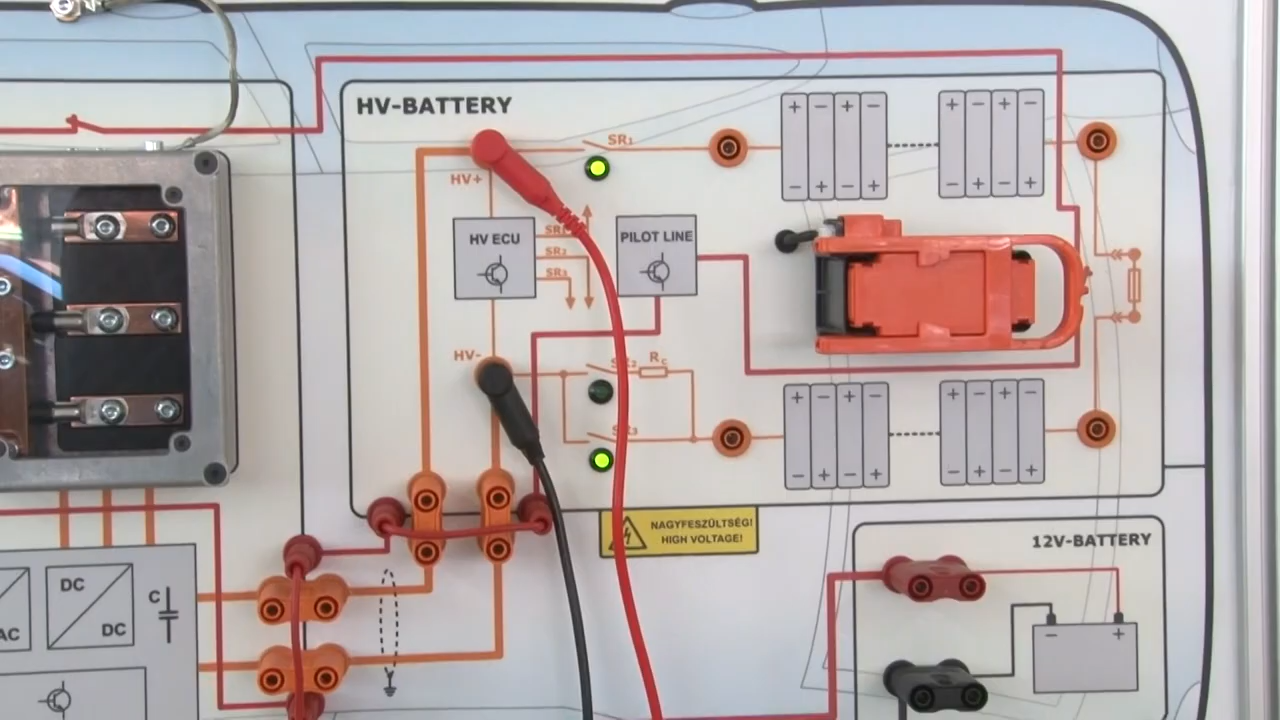 HV-BATTERY
SR₁
HV+
HV ECU
SR₁
SR₂
SR₃
PILOT LINE
HV-
SR₂
R꜀
SR₃
NAGYFESZÜLTSÉG!
HIGH VOLTAGE!
12V-BATTERY
DC
DC
C
AC